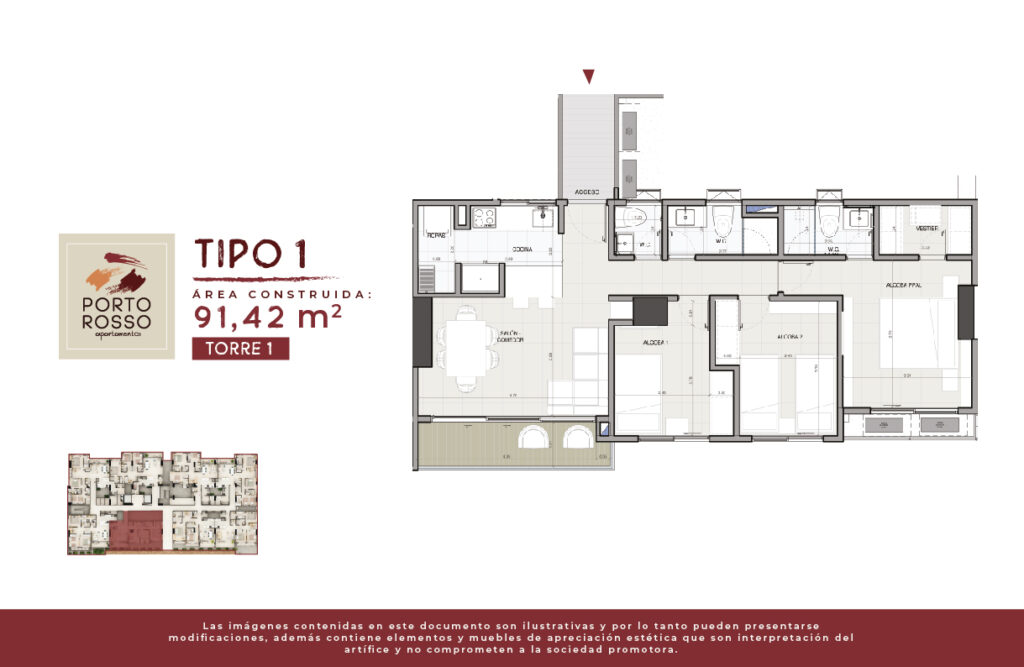 PORTO
ROSSO
apartamentos
TIPO 1
ÁREA CONSTRUIDA:
91,42 m²
TORRE 1
ACCESO
ROPAS
COCINA
W.C.
W.C.
W.C.
VESTIER
SALÓN -
COMEDOR
ALCOBA 1
ALCOBA 2
ALCOBA PPAL
Las imágenes contenidas en este documento son ilustrativas y por lo tanto pueden presentarse
modificaciones, además contiene elementos y muebles de apreciación estética que son interpretación del
artífice y no comprometen a la sociedad promotora.